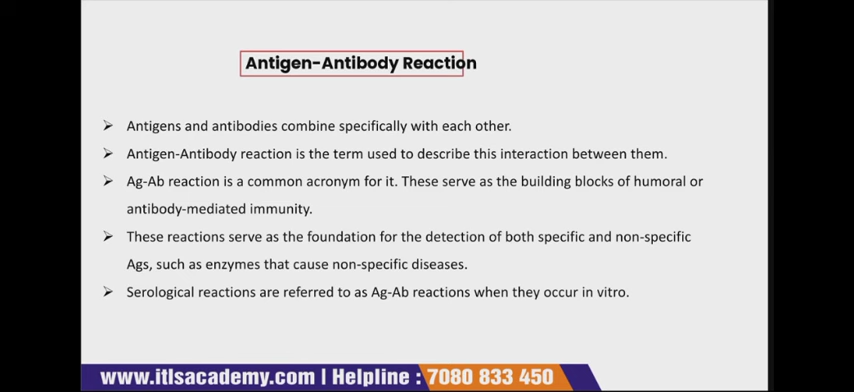 Antigen-Antibody Reaction
➢ Antigens and antibodies combine specifically with each other.
➢ Antigen-Antibody reaction is the term used to describe this interaction between them.
➢ Ag-Ab reaction is a common acronym for it. These serve as the building blocks of humoral or
antibody-mediated immunity.
➢ These reactions serve as the foundation for the detection of both specific and non-specific
Ags, such as enzymes that cause non-specific diseases.
➢ Serological reactions are referred to as Ag-Ab reactions when they occur in vitro.
www.itlsacademy.com | Helpline : 7080 833 450